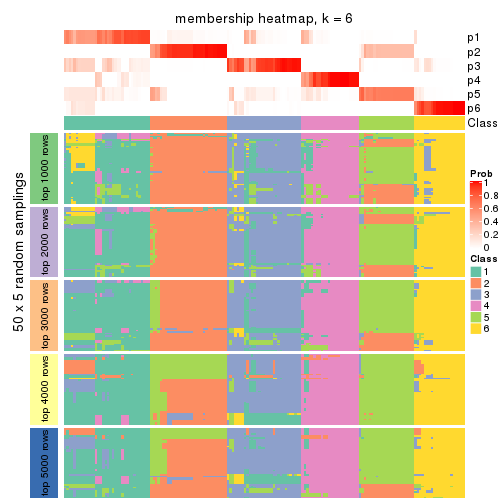 membership heatmap, k = 6
p1
p2
p3
p4
p5
p6
Class
50 x 5 random samplings
top 1000 rows
top 2000 rows
top 3000 rows
top 4000 rows
top 5000 rows
Prob
1
0.8
0.6
0.4
0.2
0
Class
1
2
3
4
5
6